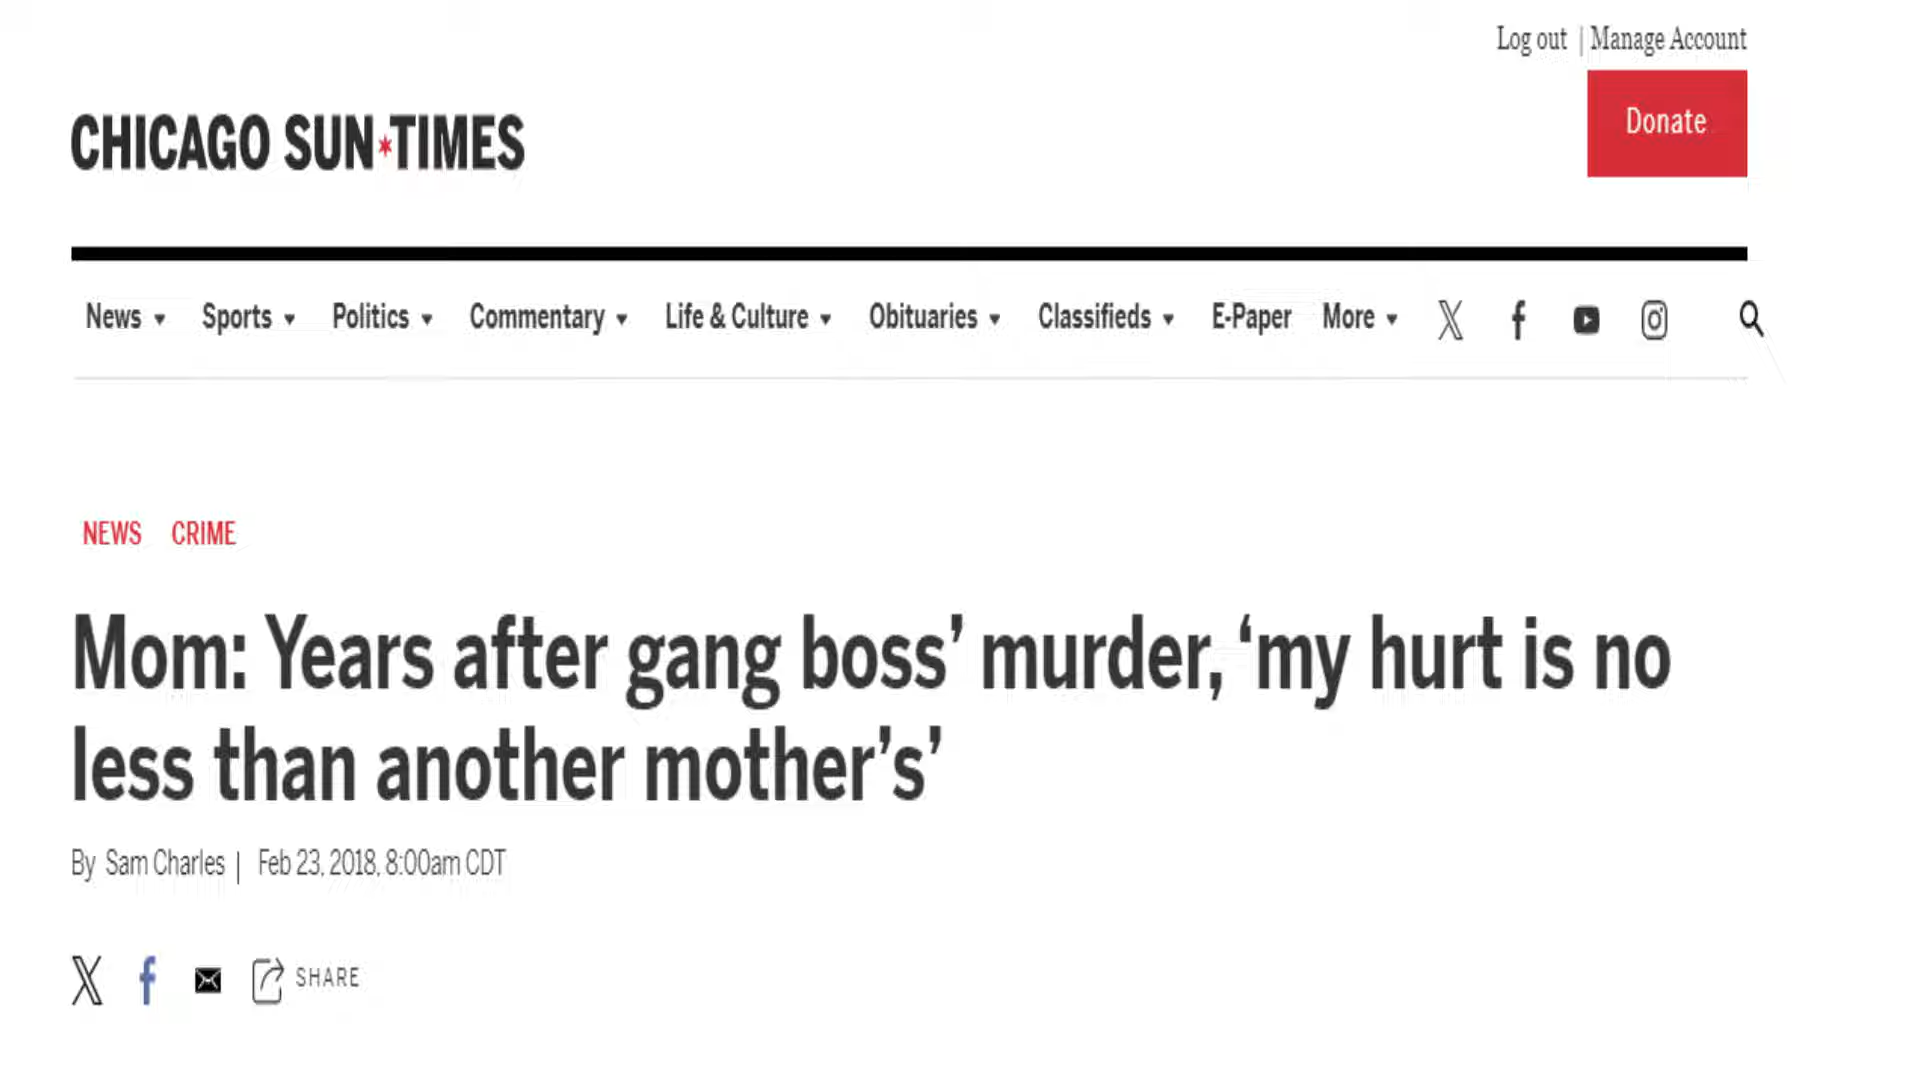 Log out | Manage Account
Donate
CHICAGO SUN*TIMES
News ▾ Sports ▾ Politics ▾ Commentary ▾ Life & Culture ▾ Obituaries ▾ Classifieds ▾ E-Paper More ▾
NEWS CRIME
Mom: Years after gang boss’ murder, ‘my hurt is no
less than another mother’s’
By Sam Charles | Feb 23, 2018, 8:00am CDT
SHARE